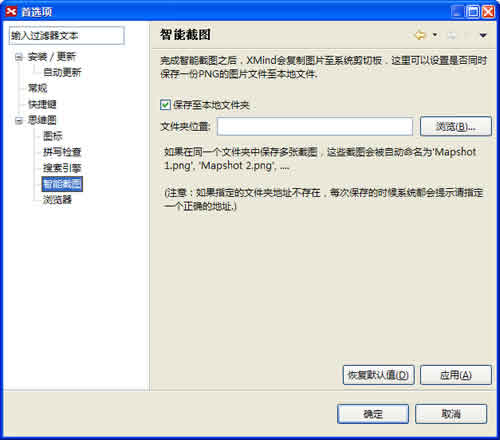 首选项
输入过滤器文本
安装 / 更新
自动更新
常规
快捷键
思维图
图标
拼写检查
搜索引擎
智能截图
浏览器
智能截图
完成智能截图之后，XMind会复制图片至系统剪切板，这里可以设置是否同时
保存一份PNG的图片文件至本地文件.
保存至本地文件夹
文件夹位置:
浏览(B)...
如果在同一个文件夹中保存多张截图，这些截图会被自动命名为'Mapshot
1.png', 'Mapshot 2.png', ....
(注意：如果指定的文件夹地址不存在，每次保存的时候系统都会提示请指定
一个正确的地址.)
恢复默认值(D)
应用(A)
确定
取消